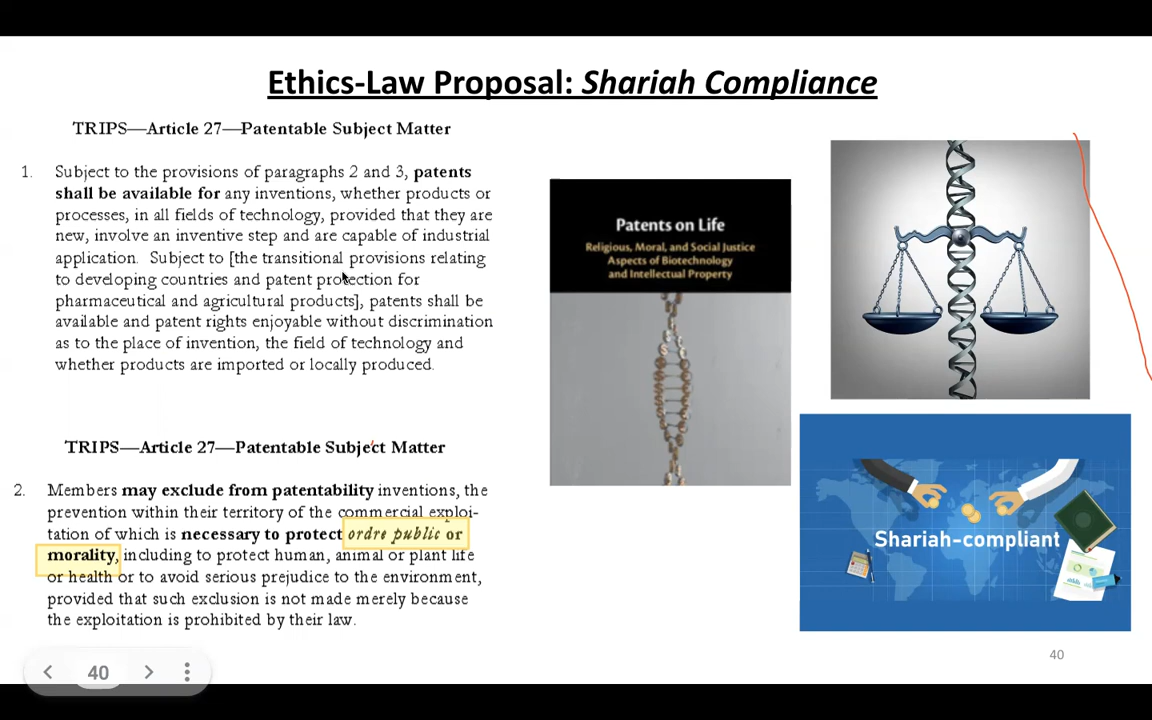 Ethics-Law Proposal: Shariah Compliance
TRIPS—Article 27—Patentable Subject Matter
1. Subject to the provisions of paragraphs 2 and 3, patents
shall be available for any inventions, whether products or
processes, in all fields of technology, provided that they are
new, involve an inventive step and are capable of industrial
application. Subject to [the transitional provisions relating
to developing countries and patent protection for
pharmaceutical and agricultural products], patents shall be
available and patent rights enjoyable without discrimination
as to the place of invention, the field of technology and
whether products are imported or locally produced.
TRIPS—Article 27—Patentable Subject Matter
2. Members may exclude from patentability inventions, the
prevention within their territory of the commercial exploi-
tation of which is necessary to protect ordre public or
morality, including to protect human, animal or plant life
or health or to avoid serious prejudice to the environment,
provided that such exclusion is not made merely because
the exploitation is prohibited by their law.
Patents on Life
Religious, Moral, and Social Justice
Aspects of Biotechnology
and Intellectual Property
Shariah-compliant
40
40